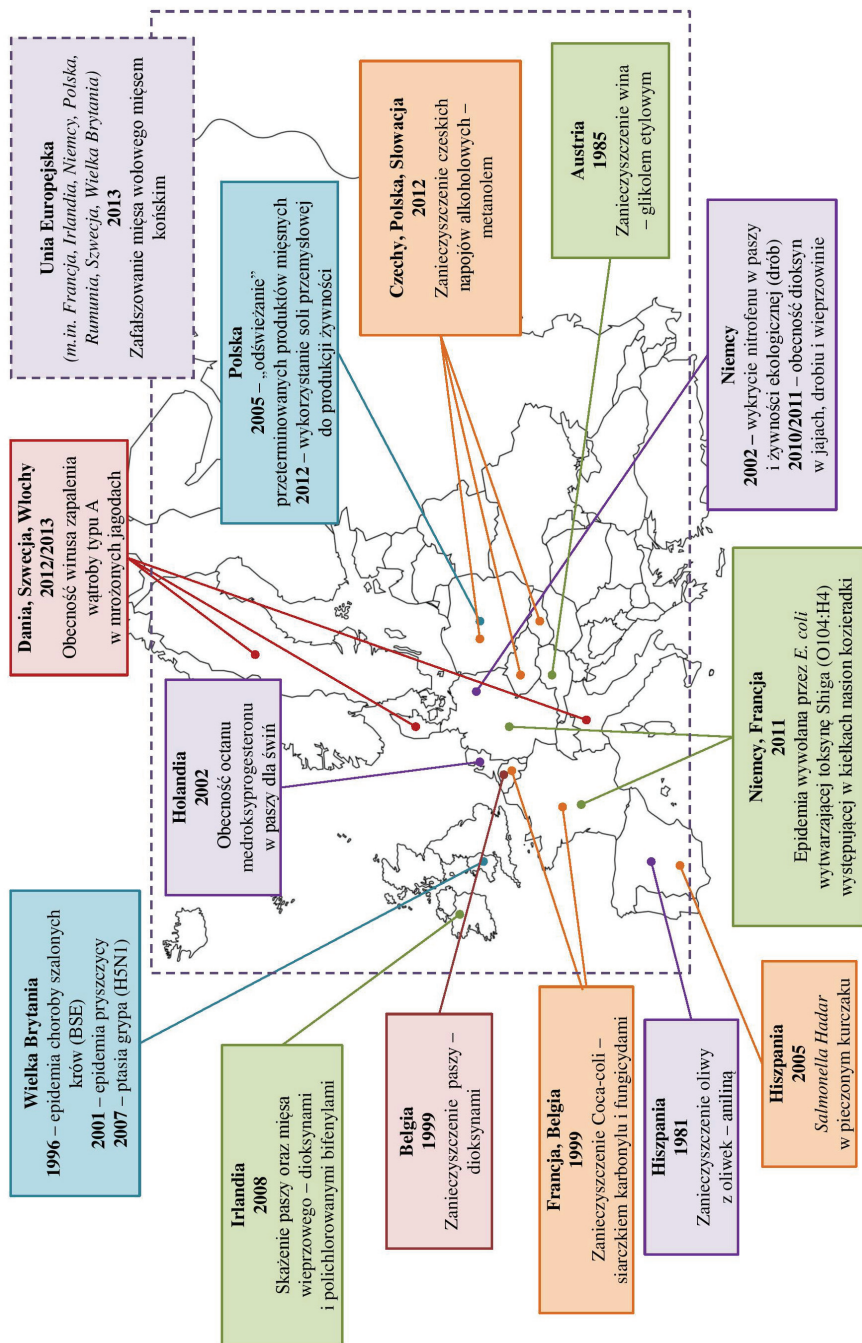 Wielka Brytania
1996 – epidemia choroby szalonych
krów (BSE)
2001 – epidemia pryszczycy
2007 – ptasia grypa (H5N1)
Holandia
2002
Obecność octanu
medroksyprogesteronu
w paszy dla świń
Dania, Szwecja, Włochy
2012/2013
Obecność wirusa zapalenia
wątroby typu A
w mrożonych jagodach
Unia Europejska
(m.in. Francja, Irlandia, Niemcy, Polska,
Rumunia, Szwecja, Wielka Brytania)
2013
Zafałszowanie mięsa wołowego mięsem
końskim
Irlandia
2008
Skażenie paszy oraz mięsa
wieprzowego – dioksynami
i polichlorowanymi bifenylami
Polska
2005 – „odświeżanie”
przeterminowanych produktów mięsnych
2012 – wykorzystanie soli przemysłowej
do produkcji żywności
Belgia
1999
Zanieczyszczenie paszy –
dioksynami
Czechy, Polska, Słowacja
2012
Zanieczyszczenie czeskich
napojów alkoholowych –
metanolem
Francja, Belgia
1999
Zanieczyszczenie Coca-coli –
siarczkiem karbonylu i fungicydami
Austria
1985
Zanieczyszczenie wina
– glikolem etylowym
Hiszpania
1981
Zanieczyszczenie oliwy
z oliwek – aniliną
Hiszpania
2005
Salmonella Hadar
w pieczonym kurczaku
Niemcy, Francja
2011
Epidemia wywołana przez E. coli
wytwarzającej toksynę Shiga (O104:H4)
występującej w kiełkach nasion kozieradki
Niemcy
2002 – wykrycie nitrofenu w paszy
i żywności ekologicznej (drób)
2010/2011 – obecność dioksyn
w jajach, drobiu i wieprzowinie